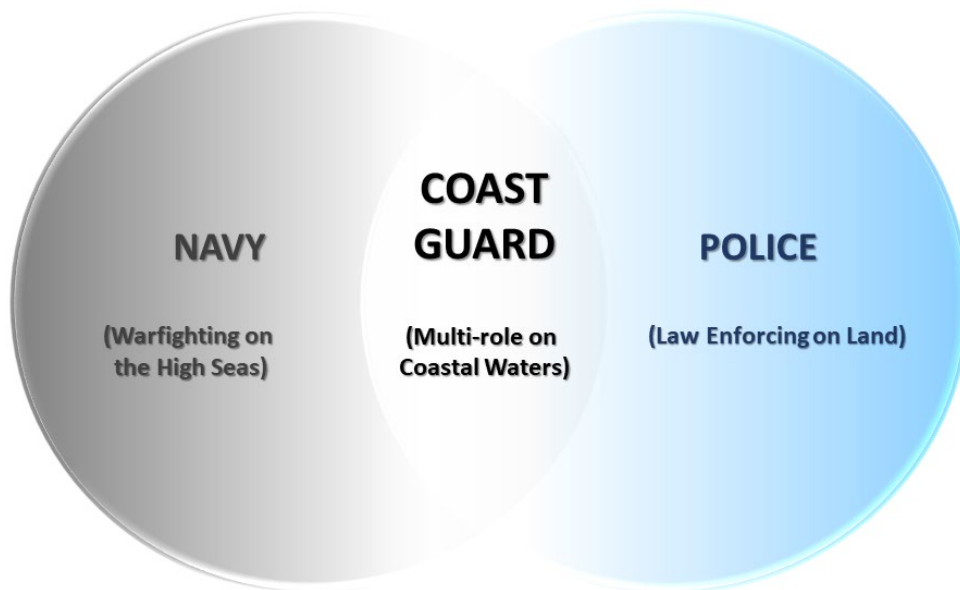 NAVY
(Warfighting on
the High Seas)
COAST
GUARD
(Multi-role on
Coastal Waters)
POLICE
(Law Enforcing on Land)